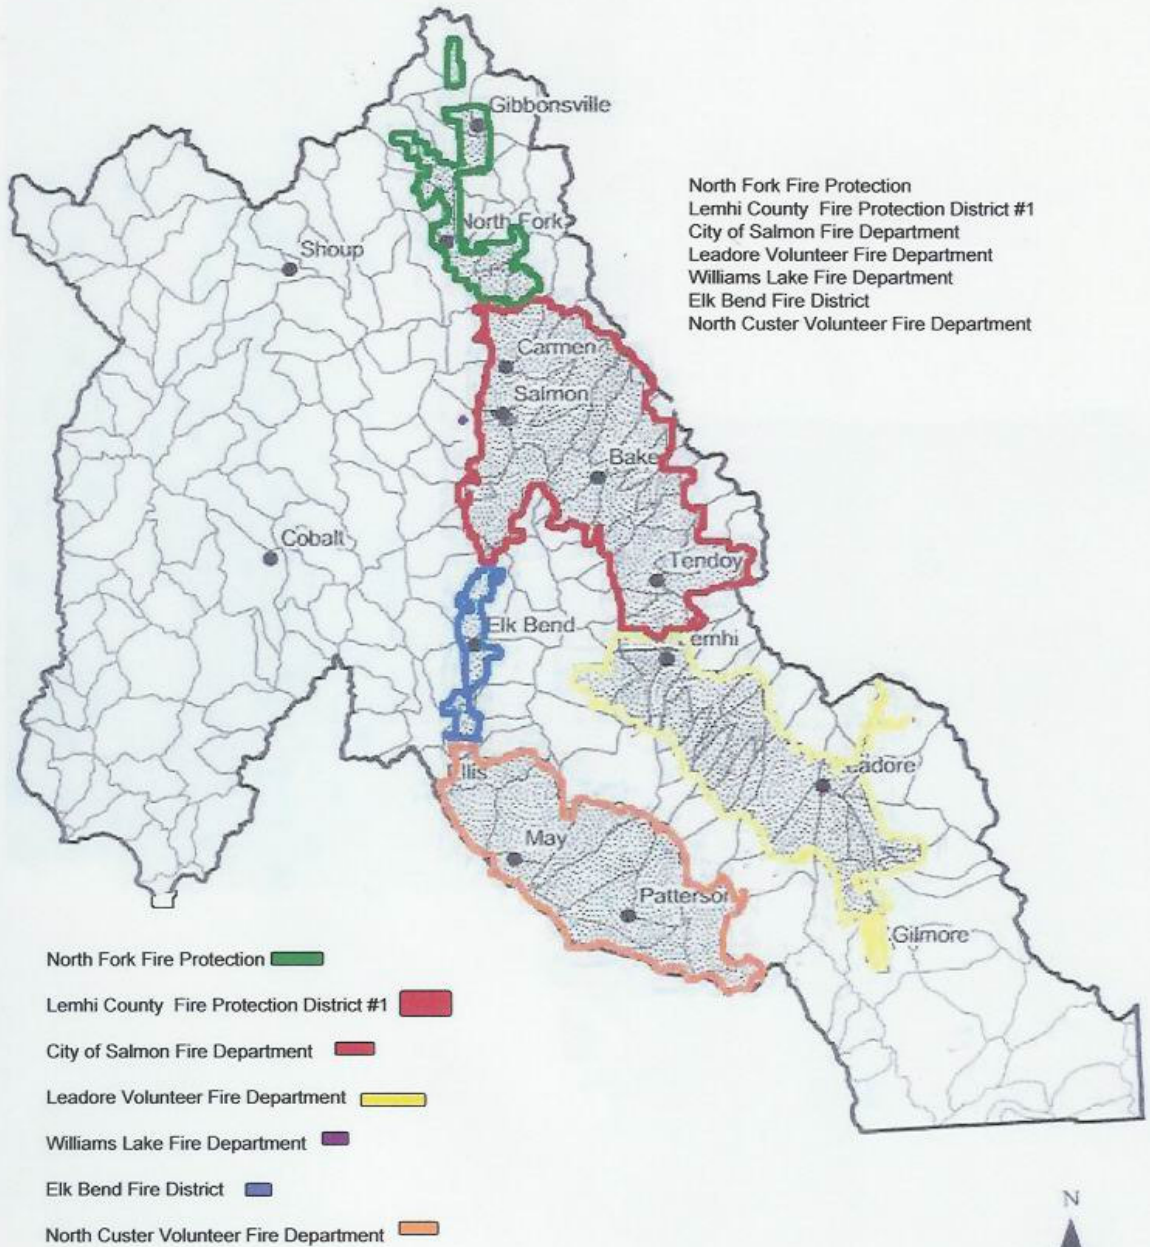 Gibbonsville
North Fork Fire Protection
Lemhi County Fire Protection District #1
City of Salmon Fire Department
Leadore Volunteer Fire Department
Williams Lake Fire Department
Elk Bend Fire District
North Custer Volunteer Fire Department
North Fork
Shoup
Carmen
Salmon
Bake
Cobalt
Tendoy
Elk Bend
emhi
Ellis
eadore
May
Patterson
Gilmore
North Fork Fire Protection
Lemhi County Fire Protection District #1
City of Salmon Fire Department
Leadore Volunteer Fire Department
Williams Lake Fire Department
Elk Bend Fire District
North Custer Volunteer Fire Department
N